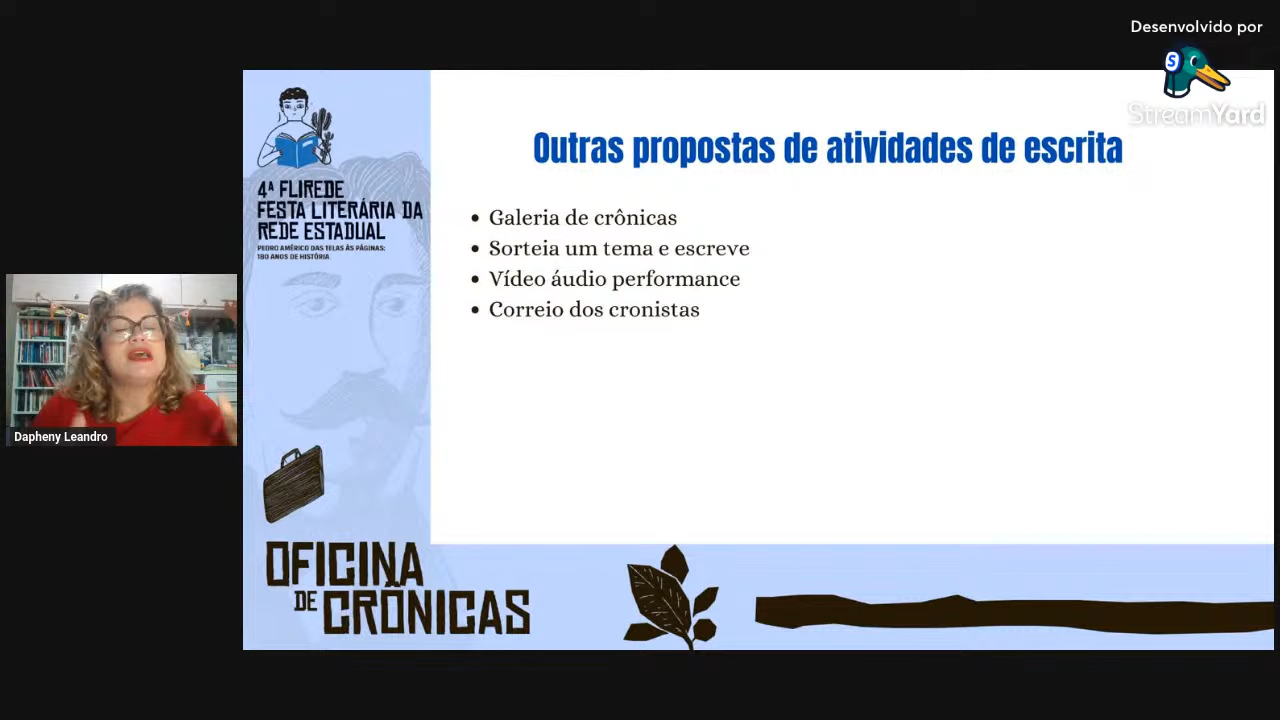 Desenvolvido por
StreamYard
Outras propostas de atividades de escrita
Galeria de crônicas
Sorteia um tema e escreve
Vídeo áudio performance
Correio dos cronistas
4ª FLIREDE
FESTA LITERÁRIA DA
REDE ESTADUAL
PEDRO AMÉRICO DAS TELAS ÀS PÁGINAS:
180 ANOS DE HISTÓRIA
Dapheny Leandro
OFICINA
DE CRÔNICAS